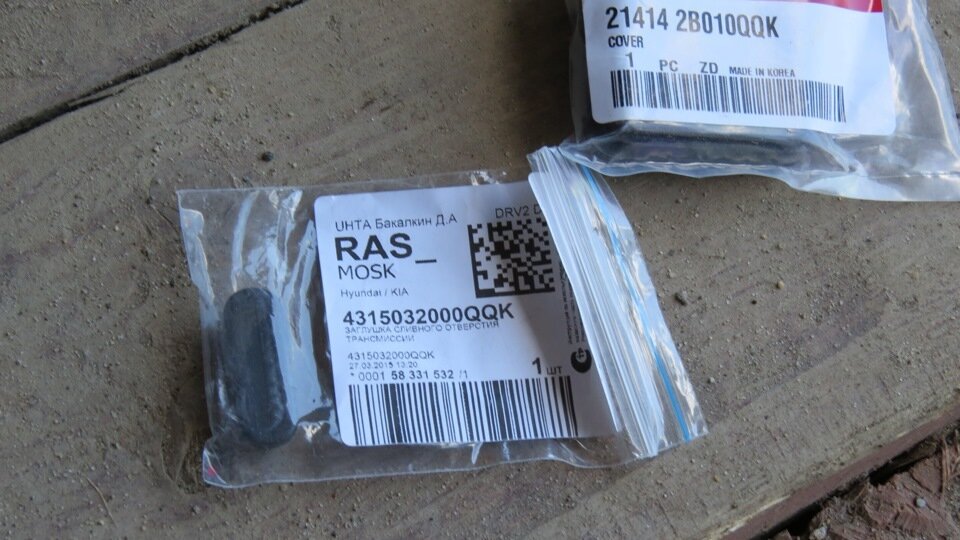 21414 2B010QQK
COVER
1 PC ZD MADE IN KOREA
UHTA Бакалкин Д.А
DRV2
RAS_
MOSK
Hyundai / KIA
4315032000QQK
ЗАГЛУШКА СЛИВНОГО ОТВЕРСТИЯ
ТРАНСМИССИИ
4315032000QQK
27.03.2015 13:20
* 0001 58 331 532 /1
1 шт